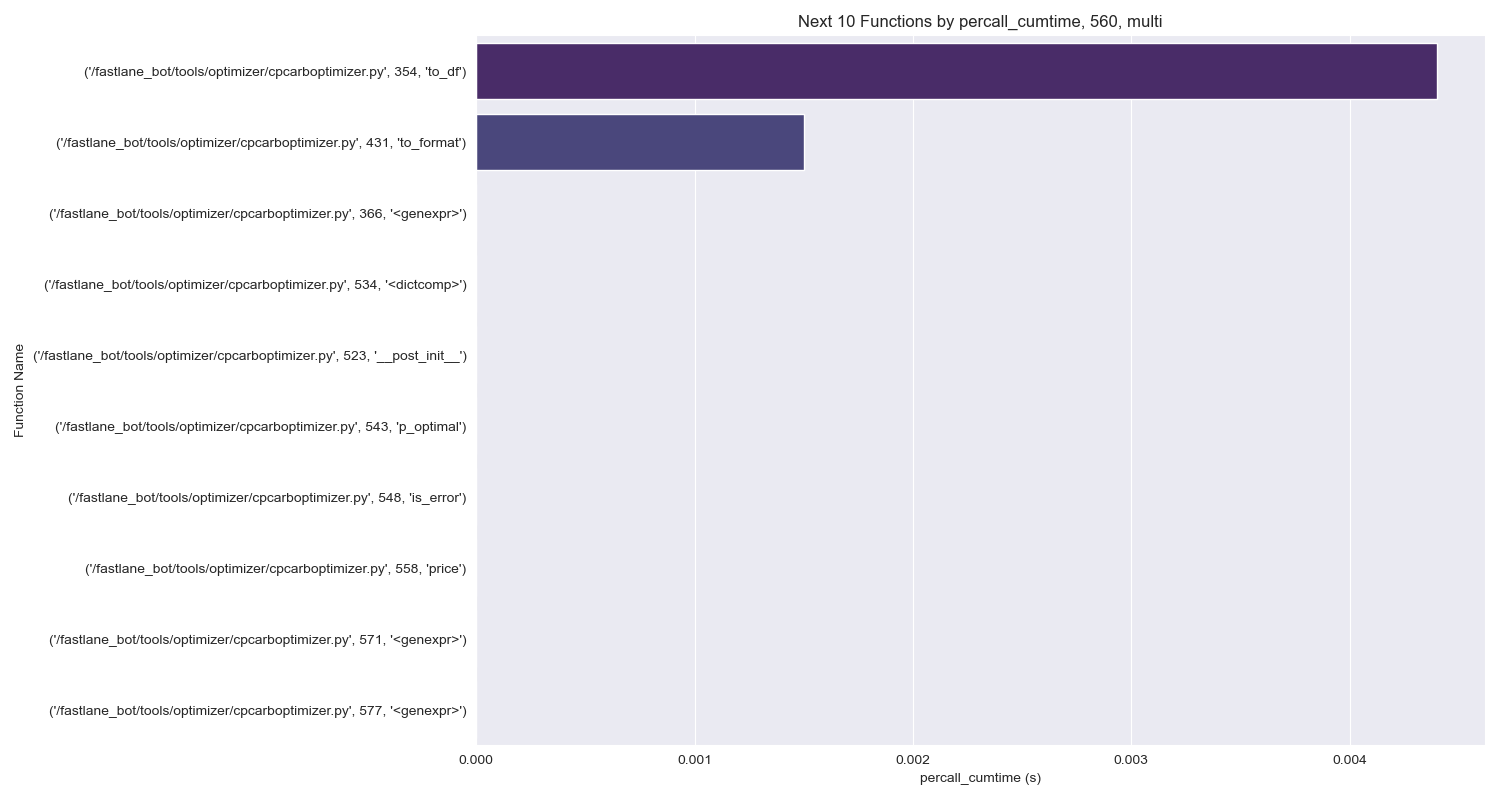 Next 10 Functions by percall_cumtime, 560, multi
('/fastlane_bot/tools/optimizer/cpcarboptimizer.py', 354, 'to_df')
('/fastlane_bot/tools/optimizer/cpcarboptimizer.py', 431, 'to_format')
('/fastlane_bot/tools/optimizer/cpcarboptimizer.py', 366, '<genexpr>')
('/fastlane_bot/tools/optimizer/cpcarboptimizer.py', 534, '<dictcomp>')
('/fastlane_bot/tools/optimizer/cpcarboptimizer.py', 523, '__post_init__')
('/fastlane_bot/tools/optimizer/cpcarboptimizer.py', 543, 'p_optimal')
('/fastlane_bot/tools/optimizer/cpcarboptimizer.py', 548, 'is_error')
('/fastlane_bot/tools/optimizer/cpcarboptimizer.py', 558, 'price')
('/fastlane_bot/tools/optimizer/cpcarboptimizer.py', 571, '<genexpr>')
('/fastlane_bot/tools/optimizer/cpcarboptimizer.py', 577, '<genexpr>')
Function Name
0.000 0.001 0.002 0.003 0.004
percall_cumtime (s)